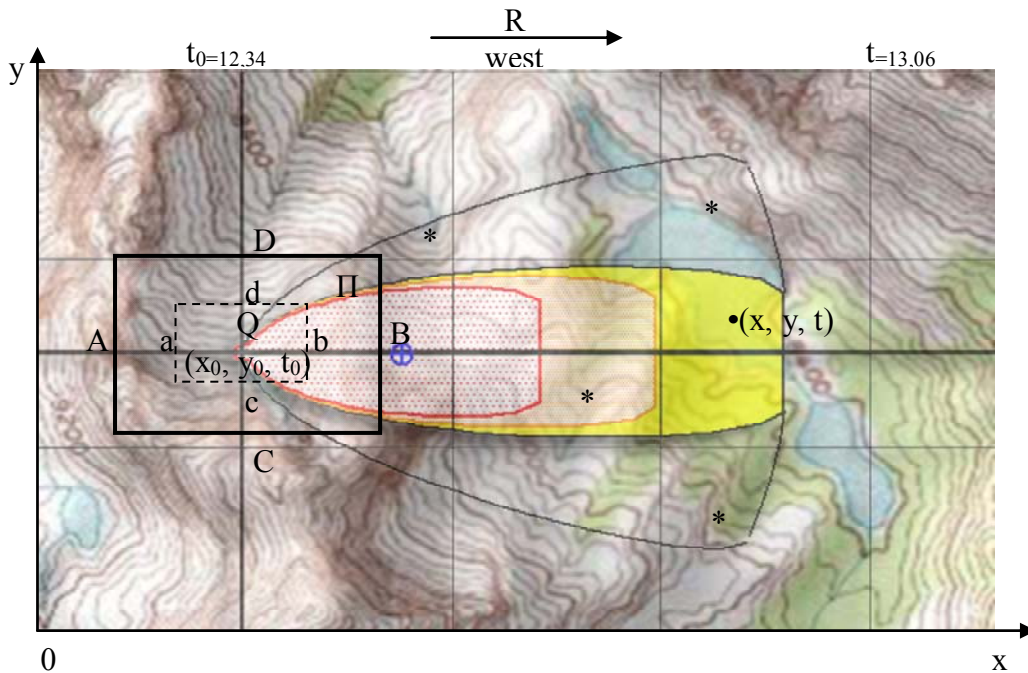 R
t₀₌₁₂.₃₄ west t₌₁₃.₀₆
y
D
d Π
Q
A a b B •(x, y, t)
(x₀, y₀, t₀)
c
C
*
*
*
*
0 x